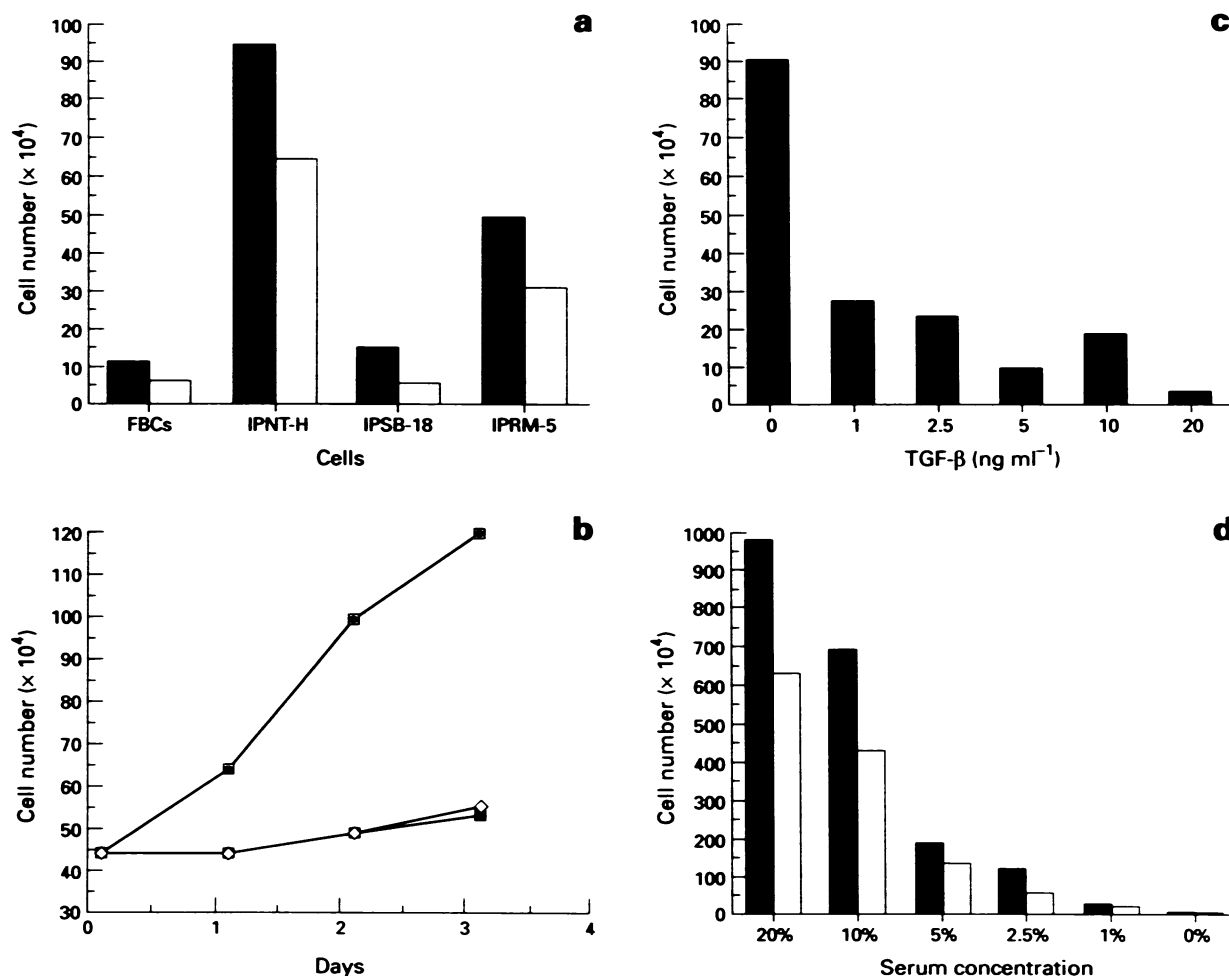 a
100
90
80
70
60
50
40
30
20
10
0
Cell number (× 10⁴)
FBCs IPNT-H IPSB-18 IPRM-5
Cells
c
100
90
80
70
60
50
40
30
20
10
0
Cell number (× 10⁴)
0 1 2.5 5 10 20
TGF-β (ng ml⁻¹)
b
120
110
100
90
80
70
60
50
40
30
Cell number (× 10⁴)
0 1 2 3 4
Days
d
1000
900
800
700
600
500
400
300
200
100
0
Cell number (× 10⁴)
20% 10% 5% 2.5% 1% 0%
Serum concentration